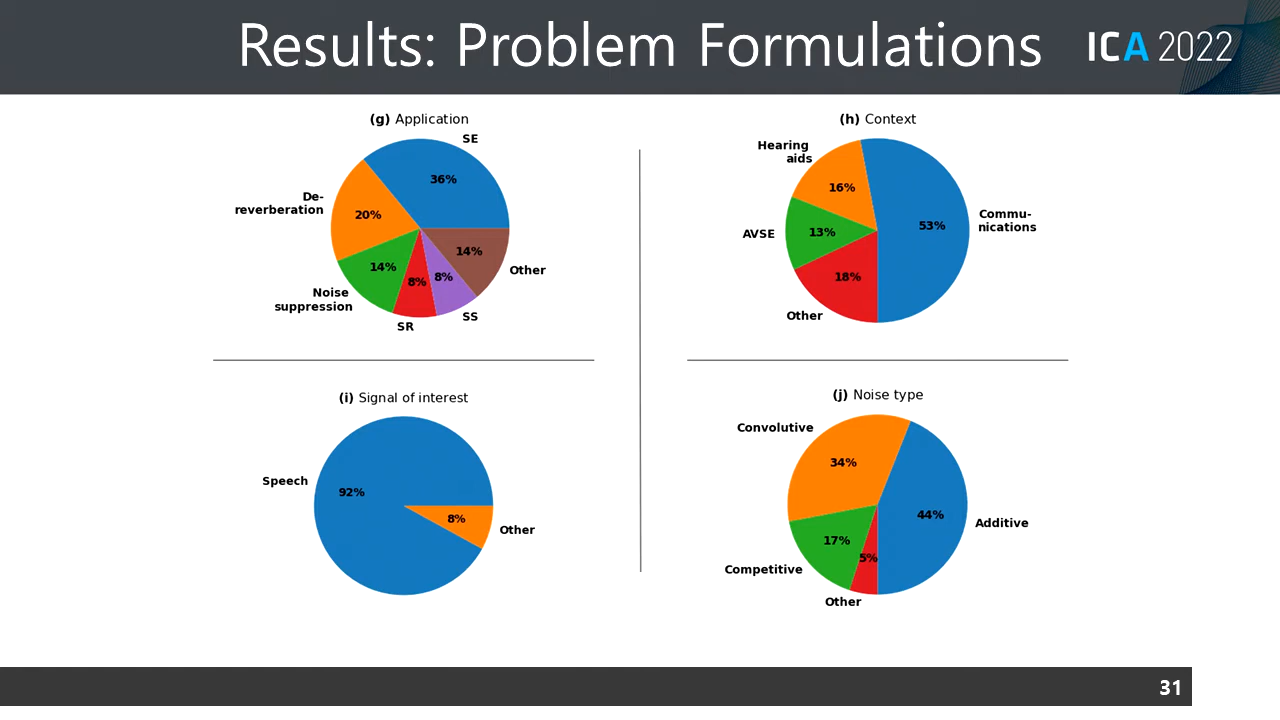 Results: Problem Formulations
ICA 2022
(g) Application
SE
36%
De-
reverberation
20%
14%
Noise
suppression
8%
SR
8%
SS
14%
Other
(h) Context
Hearing
aids
16%
53%
Commu-
nications
AVSE
13%
18%
Other
(i) Signal of interest
Speech
92%
8%
Other
(j) Noise type
Convolutive
34%
44%
Additive
17%
Competitive
5%
Other
31